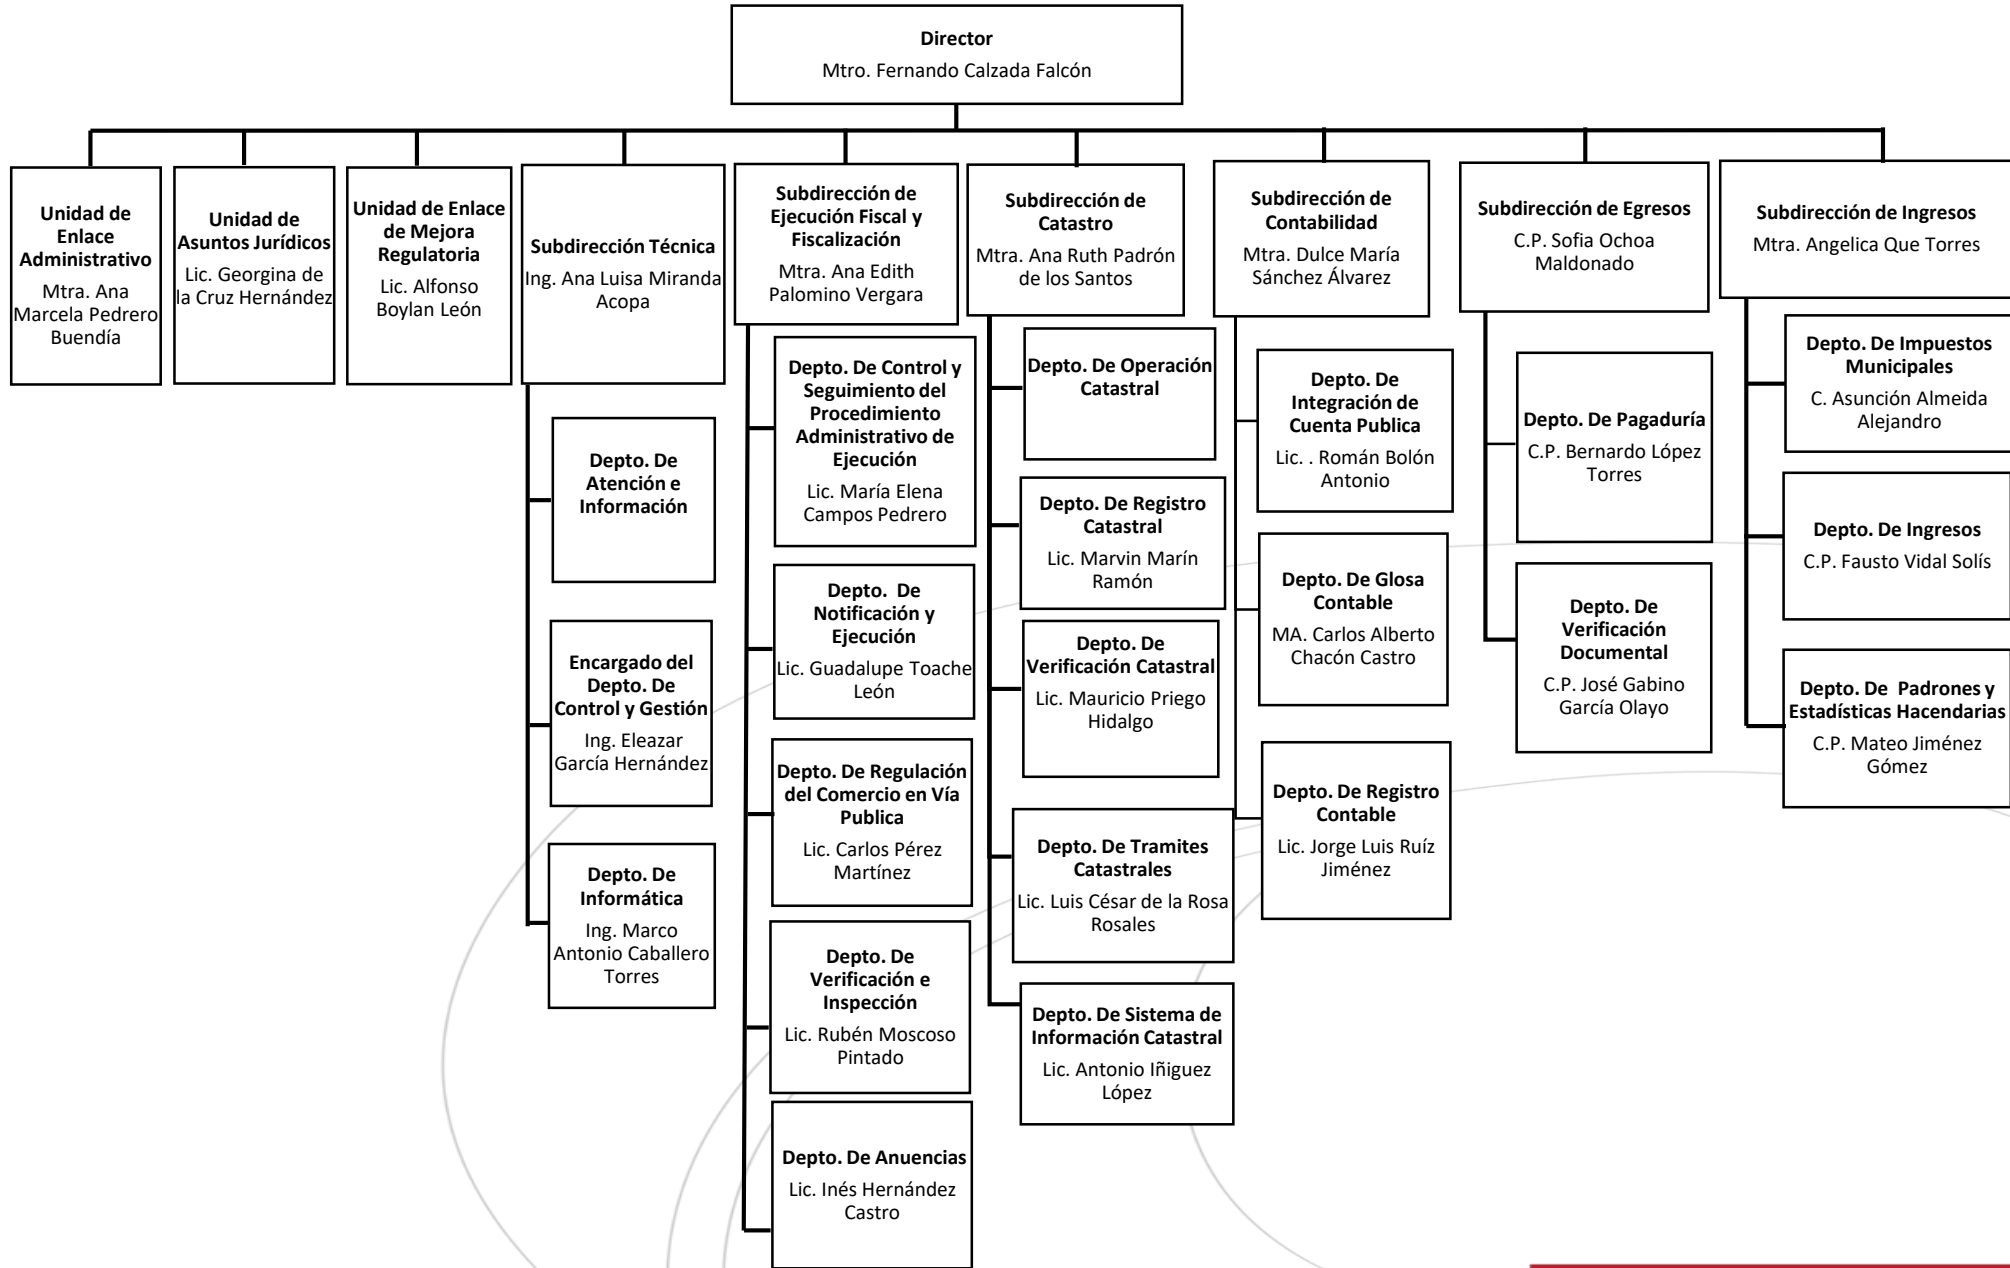 Director
Mtro. Fernando Calzada Falcón
Unidad de
Enlace
Administrativo
Mtra. Ana
Marcela Pedrero
Buendía
Unidad de
Asuntos Jurídicos
Lic. Georgina de
la Cruz Hernández
Unidad de Enlace
de Mejora
Regulatoria
Lic. Alfonso
Boylan León
Subdirección Técnica
Ing. Ana Luisa Miranda
Acopa
Depto. De
Atención e
Información
Encargado del
Depto. De
Control y Gestión
Ing. Eleazar
García Hernández
Depto. De
Informática
Ing. Marco
Antonio Caballero
Torres
Subdirección de
Ejecución Fiscal y
Fiscalización
Mtra. Ana Edith
Palomino Vergara
Depto. De Control y
Seguimiento del
Procedimiento
Administrativo de
Ejecución
Lic. María Elena
Campos Pedrero
Depto.  De
Notificación y
Ejecución
Lic. Guadalupe Toache
León
Depto. De Regulación
del Comercio en Vía
Publica
Lic. Carlos Pérez
Martínez
Depto. De
Verificación e
Inspección
Lic. Rubén Moscoso
Pintado
Depto. De Anuencias
Lic. Inés Hernández
Castro
Subdirección de
Catastro
Mtra. Ana Ruth Padrón
de los Santos
Depto. De Operación
Catastral
Depto. De Registro
Catastral
Lic. Marvin Marín
Ramón
Depto. De
Verificación Catastral
Lic. Mauricio Priego
Hidalgo
Depto. De Tramites
Catastrales
Lic. Luis César de la Rosa
Rosales
Depto. De Sistema de
Información Catastral
Lic. Antonio Iñiguez
López
Subdirección de
Contabilidad
Mtra. Dulce María
Sánchez Álvarez
Depto. De
Integración de
Cuenta Publica
Lic. . Román Bolón
Antonio
Depto. De Glosa
Contable
MA. Carlos Alberto
Chacón Castro
Depto. De Registro
Contable
Lic. Jorge Luis Ruíz
Jiménez
Subdirección de Egresos
C.P. Sofia Ochoa
Maldonado
Depto. De Pagaduría
C.P. Bernardo López
Torres
Depto. De
Verificación
Documental
C.P. José Gabino
García Olayo
Subdirección de Ingresos
Mtra. Angelica Que Torres
Depto. De Impuestos
Municipales
C. Asunción Almeida
Alejandro
Depto. De Ingresos
C.P. Fausto Vidal Solís
Depto. De  Padrones y
Estadísticas Hacendarias
C.P. Mateo Jiménez
Gómez